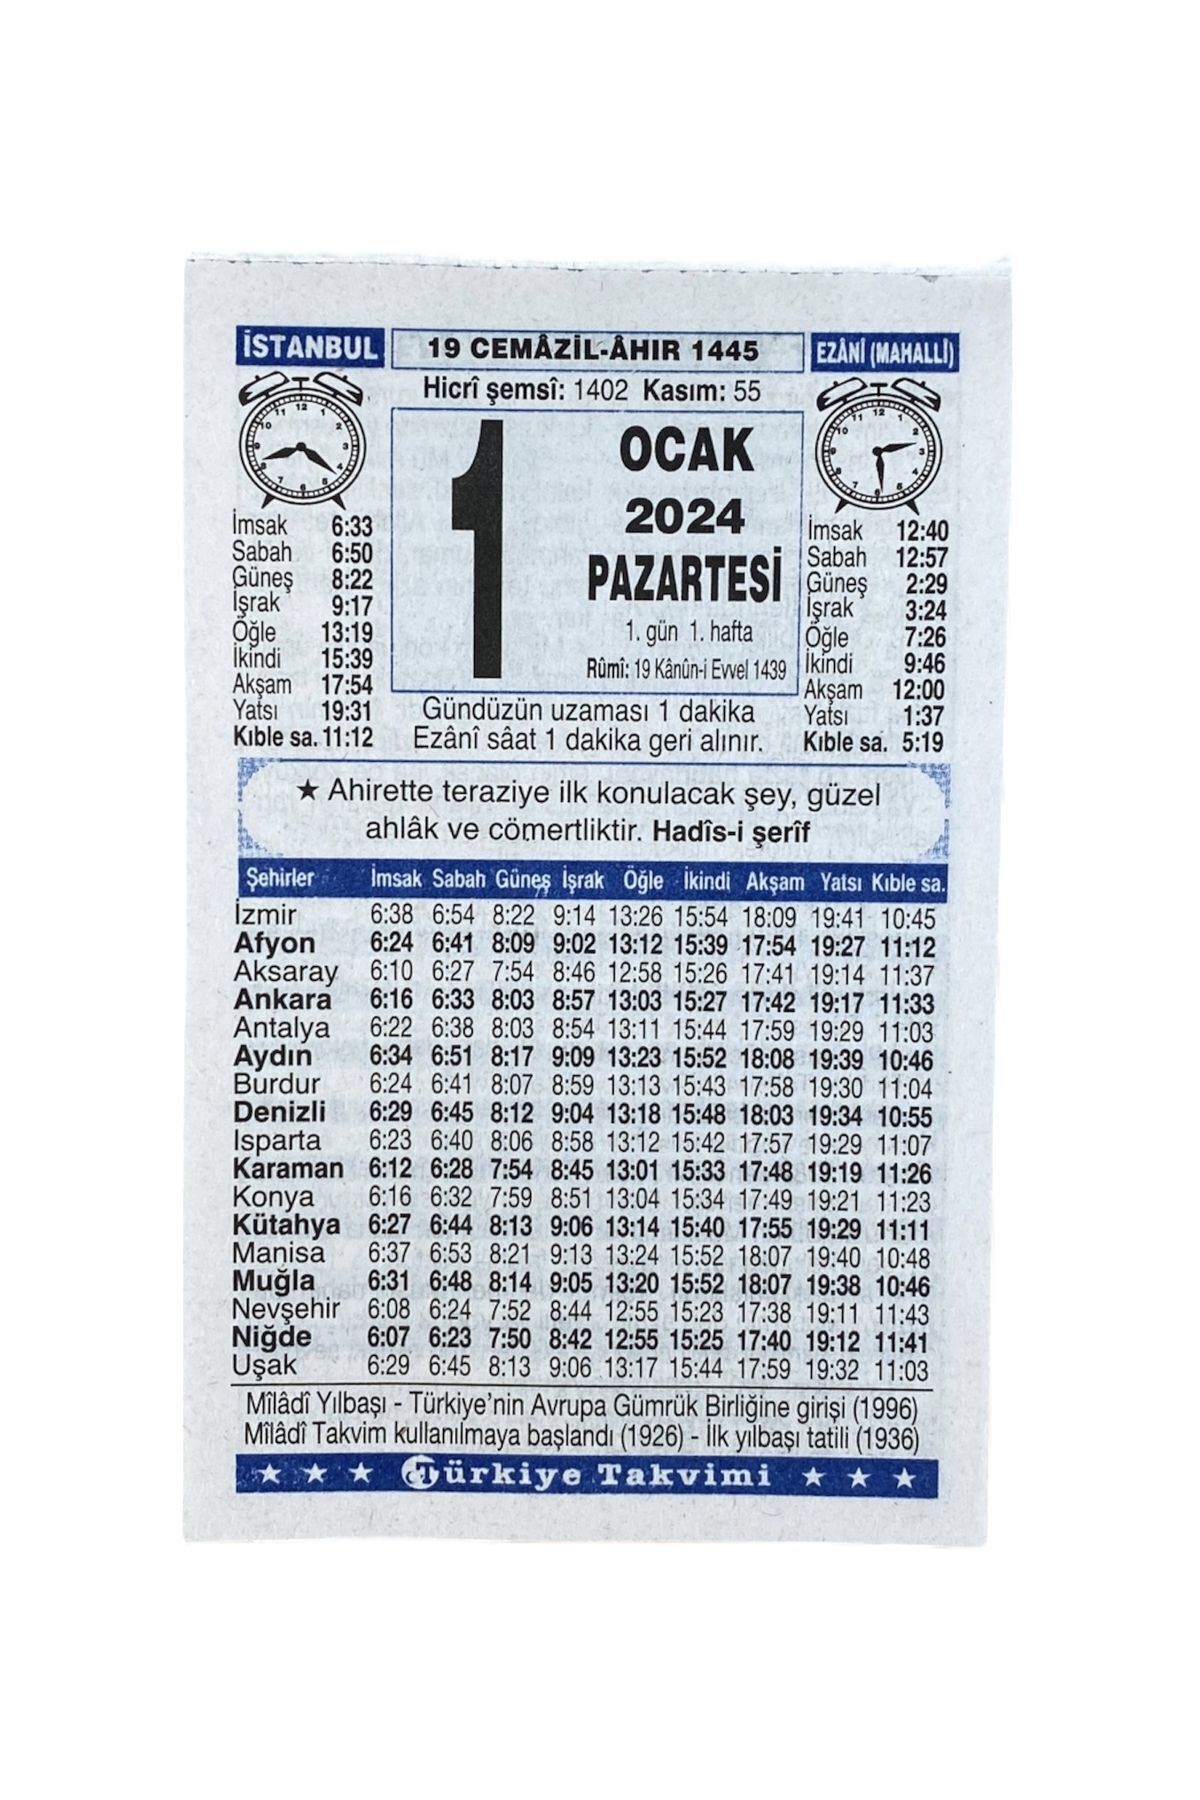 İSTANBUL 19 CEMÂZİL-ÂHIR 1445 EZÂNÎ (MAHALLÎ)
Hicrî şemsî: 1402 Kasım: 55
1 OCAK
2024
PAZARTESİ
1. gün 1. hafta
Rûmî: 19 Kânûn-i Evvel 1439
İmsak 6:33
Sabah 6:50
Güneş 8:22
İşrak 9:17
Öğle 13:19
İkindi 15:39
Akşam 17:54
Yatsı 19:31
Kıble sa. 11:12
İmsak 12:40
Sabah 12:57
Güneş 2:29
İşrak 3:24
Öğle 7:26
İkindi 9:46
Akşam 12:00
Yatsı 1:37
Kıble sa. 5:19
Gündüzün uzaması 1 dakika
Ezânî sâat 1 dakika geri alınır.
★ Ahirette teraziye ilk konulacak şey, güzel
ahlâk ve cömertliktir. Hadîs-i şerîf
Şehirler İmsak Sabah Güneş İşrak Öğle İkindi Akşam Yatsı Kıble sa.
İzmir 6:38 6:54 8:22 9:14 13:26 15:54 18:09 19:41 10:45
Afyon 6:24 6:41 8:09 9:02 13:12 15:39 17:54 19:27 11:12
Aksaray 6:10 6:27 7:54 8:46 12:58 15:26 17:41 19:14 11:37
Ankara 6:16 6:33 8:03 8:57 13:03 15:27 17:42 19:17 11:33
Antalya 6:22 6:38 8:03 8:54 13:11 15:44 17:59 19:29 11:03
Aydın 6:34 6:51 8:17 9:09 13:23 15:52 18:08 19:39 10:46
Burdur 6:24 6:41 8:07 8:59 13:13 15:43 17:58 19:30 11:04
Denizli 6:29 6:45 8:12 9:04 13:18 15:48 18:03 19:34 10:55
Isparta 6:23 6:40 8:06 8:58 13:12 15:42 17:57 19:29 11:07
Karaman 6:12 6:28 7:54 8:45 13:01 15:33 17:48 19:19 11:26
Konya 6:16 6:32 7:59 8:51 13:04 15:34 17:49 19:21 11:23
Kütahya 6:27 6:44 8:13 9:06 13:14 15:40 17:55 19:29 11:11
Manisa 6:37 6:53 8:21 9:13 13:24 15:52 18:07 19:40 10:48
Muğla 6:31 6:48 8:14 9:05 13:20 15:52 18:07 19:38 10:46
Nevşehir 6:08 6:24 7:52 8:44 12:55 15:23 17:38 19:11 11:43
Niğde 6:07 6:23 7:50 8:42 12:55 15:25 17:40 19:12 11:41
Uşak 6:29 6:45 8:13 9:06 13:17 15:44 17:59 19:32 11:03
Mîlâdî Yılbaşı - Türkiye'nin Avrupa Gümrük Birliğine girişi (1996)
Mîlâdî Takvim kullanılmaya başlandı (1926) - İlk yılbaşı tatili (1936)
★ ★ ★ Türkiye Takvimi ★ ★ ★